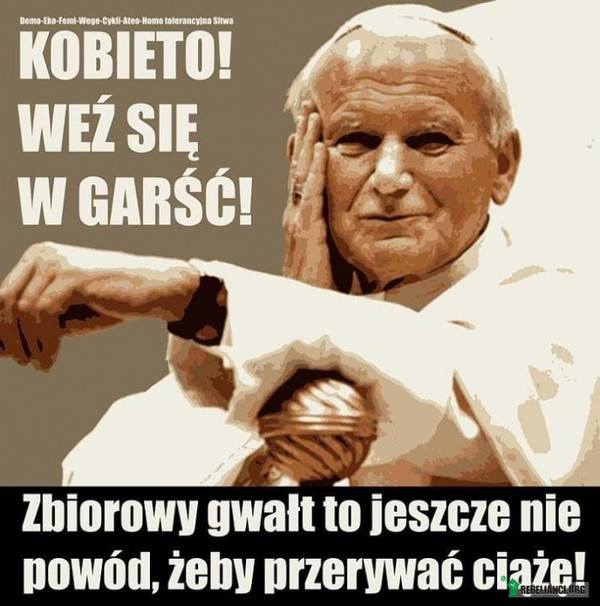 Demo-Eko-Femi-Wege-Cykli-Ateo-Homo tolerancyjna Sitwa
KOBIETO!
WEŹ SIĘ
W GARŚĆ!
Zbiorowy gwałt to jeszcze nie
powód, żeby przerywać ciążę!
REBELIANCI.ORG